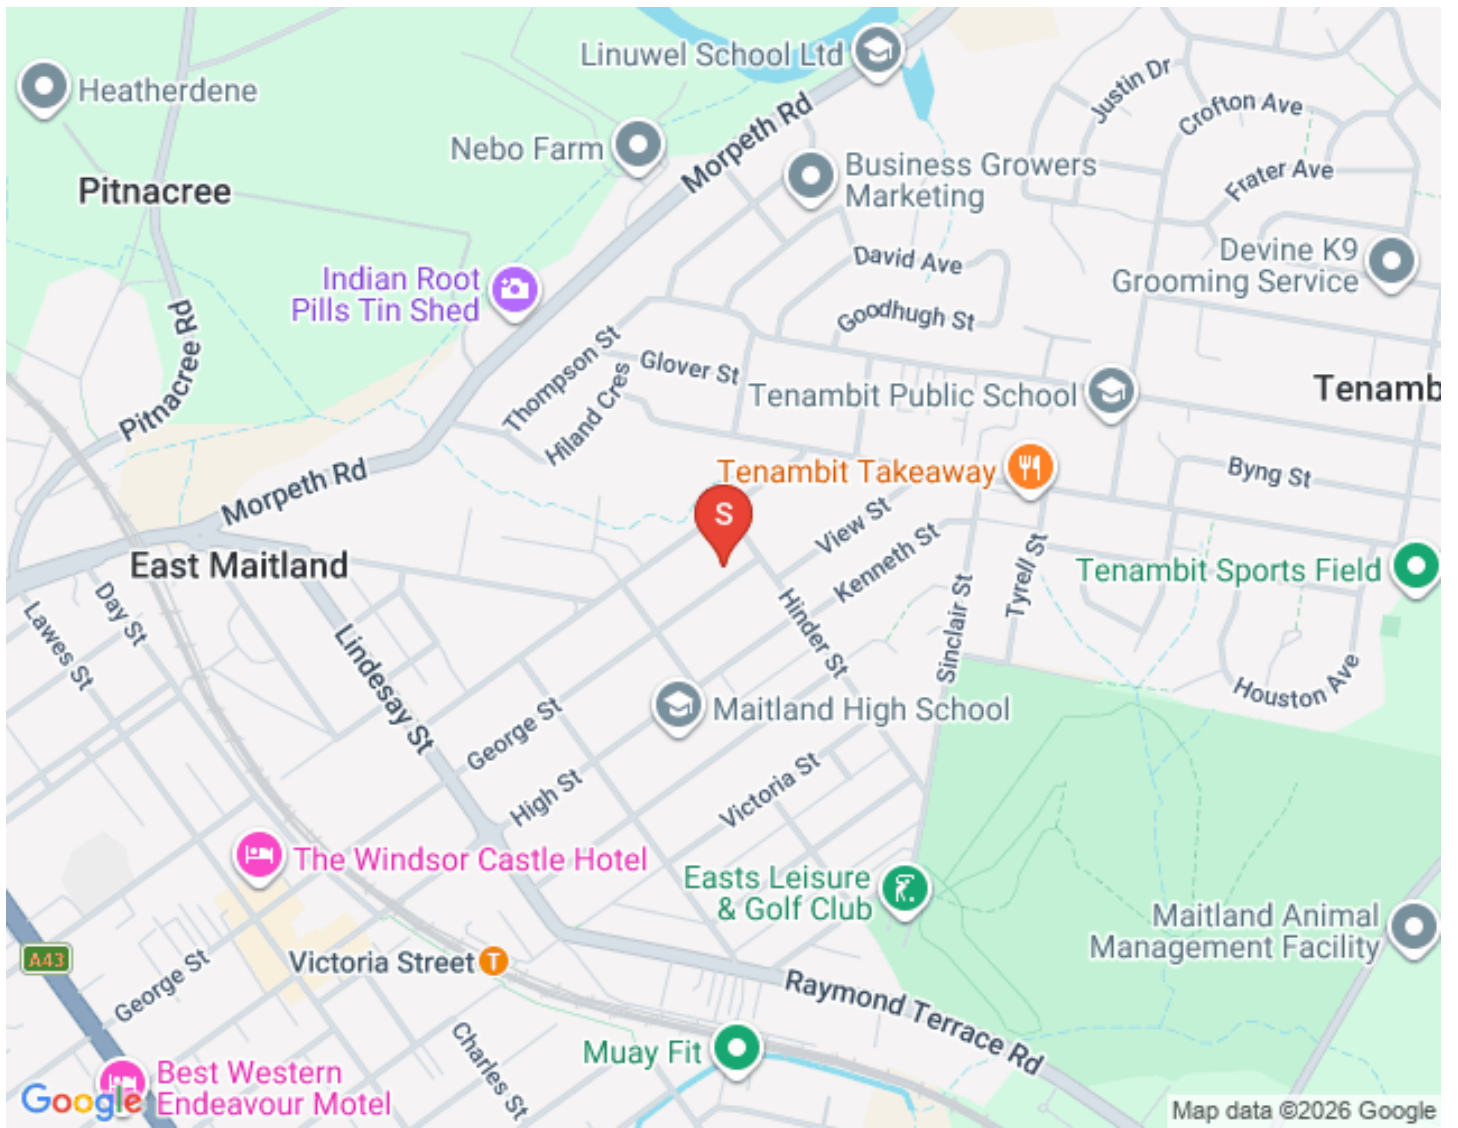 Linuwel School Ltd
Justin Dr
Heatherdene
Crofton Ave
Morpeth Rd
Nebo Farm
Business Growers
Marketing
Frater Ave
Pitnacree
David Ave
Devine K9
Grooming Service
Indian Root
Pills Tin Shed
Goodhugh St
Pitnacree Rd
Thompson St
Glover St
Hiland Cres
Tenambit Public School
Tenamb
Morpeth Rd
Tenambit Takeaway
Byng St
S
View St
East Maitland
Kenneth St
Tenambit Sports Field
Day St
Lawes St
Tyrell St
Sinclair St
Hinder St
Lindesay St
Houston Ave
George St
Maitland High School
High St
Victoria St
The Windsor Castle Hotel
Easts Leisure
& Golf Club
Maitland Animal
Management Facility
A43
Victoria Street
T
George St
Raymond Terrace Rd
Charles St
Muay Fit
Best Western
Endeavour Motel
Google
Map data ©2026 Google